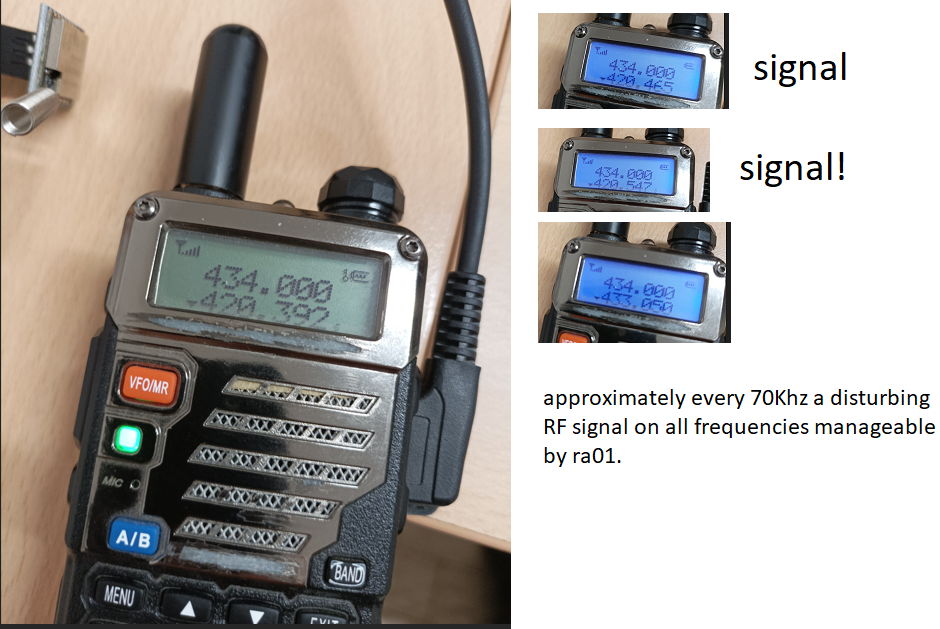 434.000
420.392
VFO/MR
MIC
A/B
BAND
MENU
EXIT
434.000
420.465
signal
434.000
420.547
signal!
434.000
433.050
approximately every 70Khz a disturbing
RF signal on all frequencies manageable
by ra01.